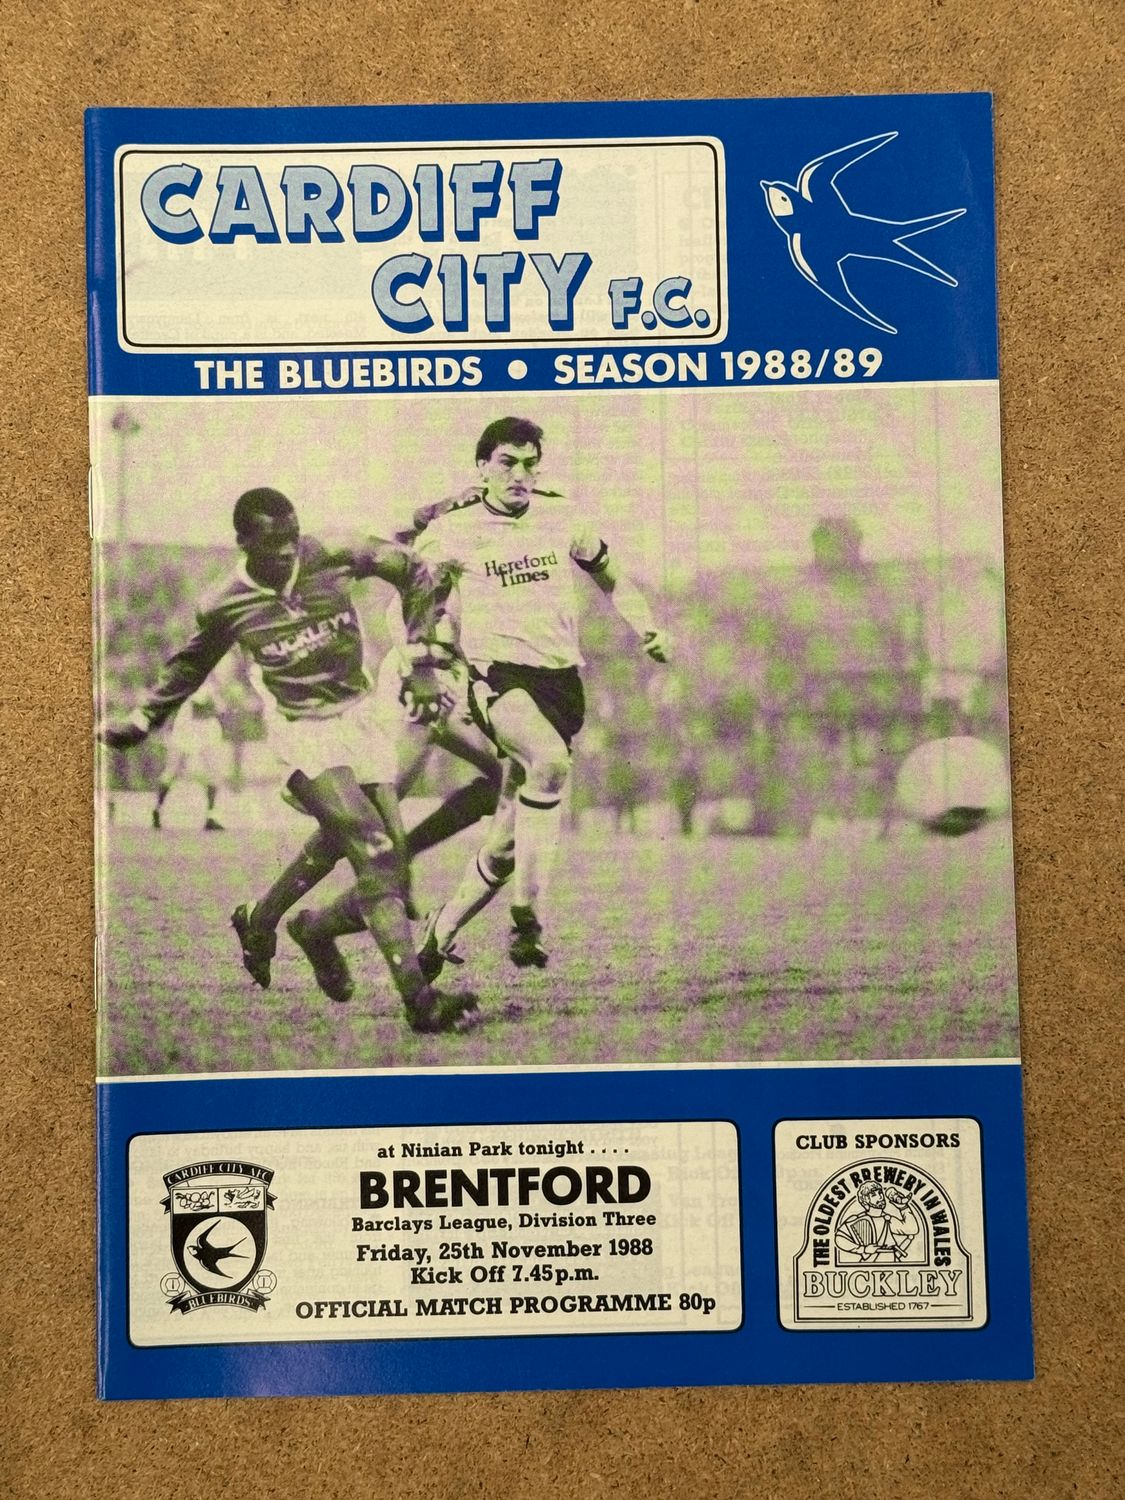 CARDIFF
CITY F.C.
THE BLUEBIRDS • SEASON 1988/89
Hereford
Times
BUCKLEY'S
at Ninian Park tonight ....
BRENTFORD
Barclays League, Division Three
Friday, 25th November 1988
Kick Off 7.45 p.m.
OFFICIAL MATCH PROGRAMME 80p
CARDIFF CITY AFC
BLUEBIRDS
CLUB SPONSORS
THE OLDEST BREWERY IN WALES
BUCKLEY
ESTABLISHED 1767